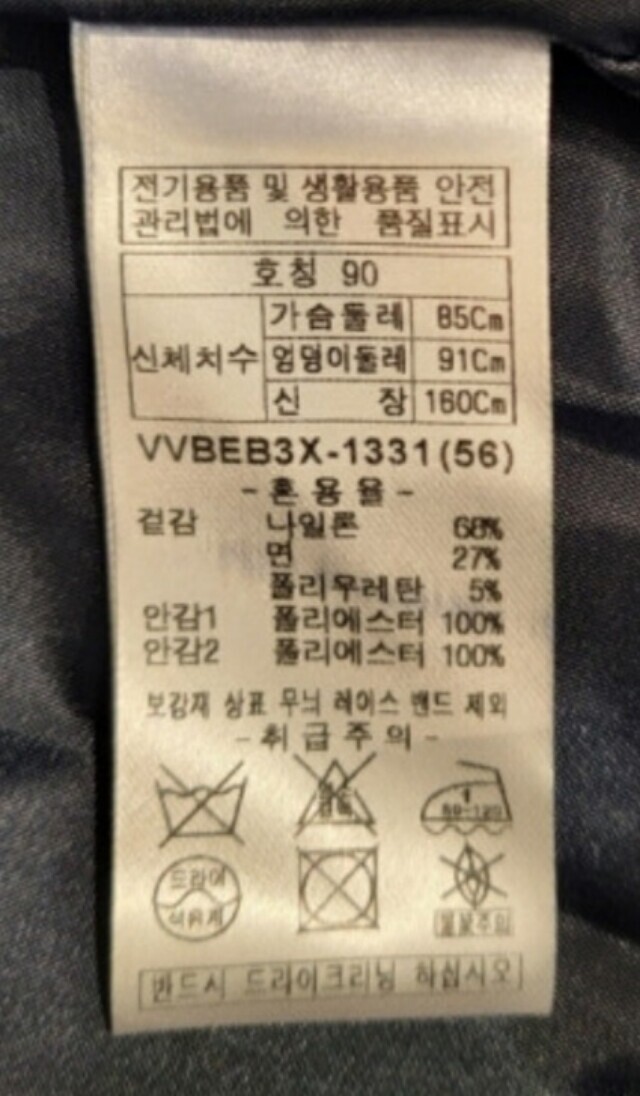 전기용품 및 생활용품 안전
관리법에 의한 품질표시
호칭 90
신체치수 가슴둘레 85Cm
엉덩이둘레 91Cm
신 장 160Cm
VVBEB3X-1331(56)
-혼용율-
겉감 나일론 68%
면 27%
폴리우레탄 5%
안감1 폴리에스터 100%
안감2 폴리에스터 100%
보강재 상표 무늬 레이스 밴드 제외
-취급주의-
80-120
드라이
석유계
반드시 드라이크리닝 하십시오